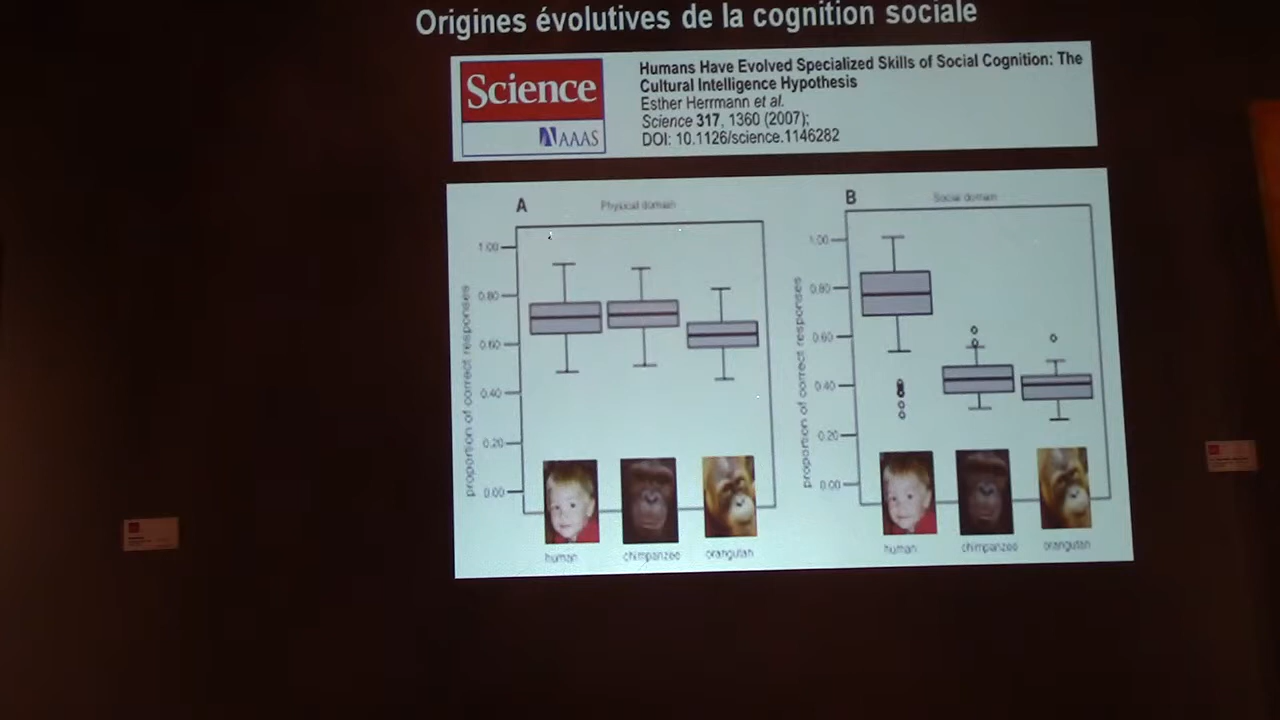 Origines évolutives de la cognition sociale
Science
AAAS
Humans Have Evolved Specialized Skills of Social Cognition: The
Cultural Intelligence Hypothesis
Esther Herrmann et al.
Science 317, 1360 (2007);
DOI: 10.1126/science.1146282
A
Physical domain
proportion of correct responses
1.00
0.80
0.60
0.40
0.20
0.00
human
chimpanzee
orangutan
B
Social domain
proportion of correct responses
1.00
0.80
0.60
0.40
0.20
0.00
human
chimpanzee
orangutan